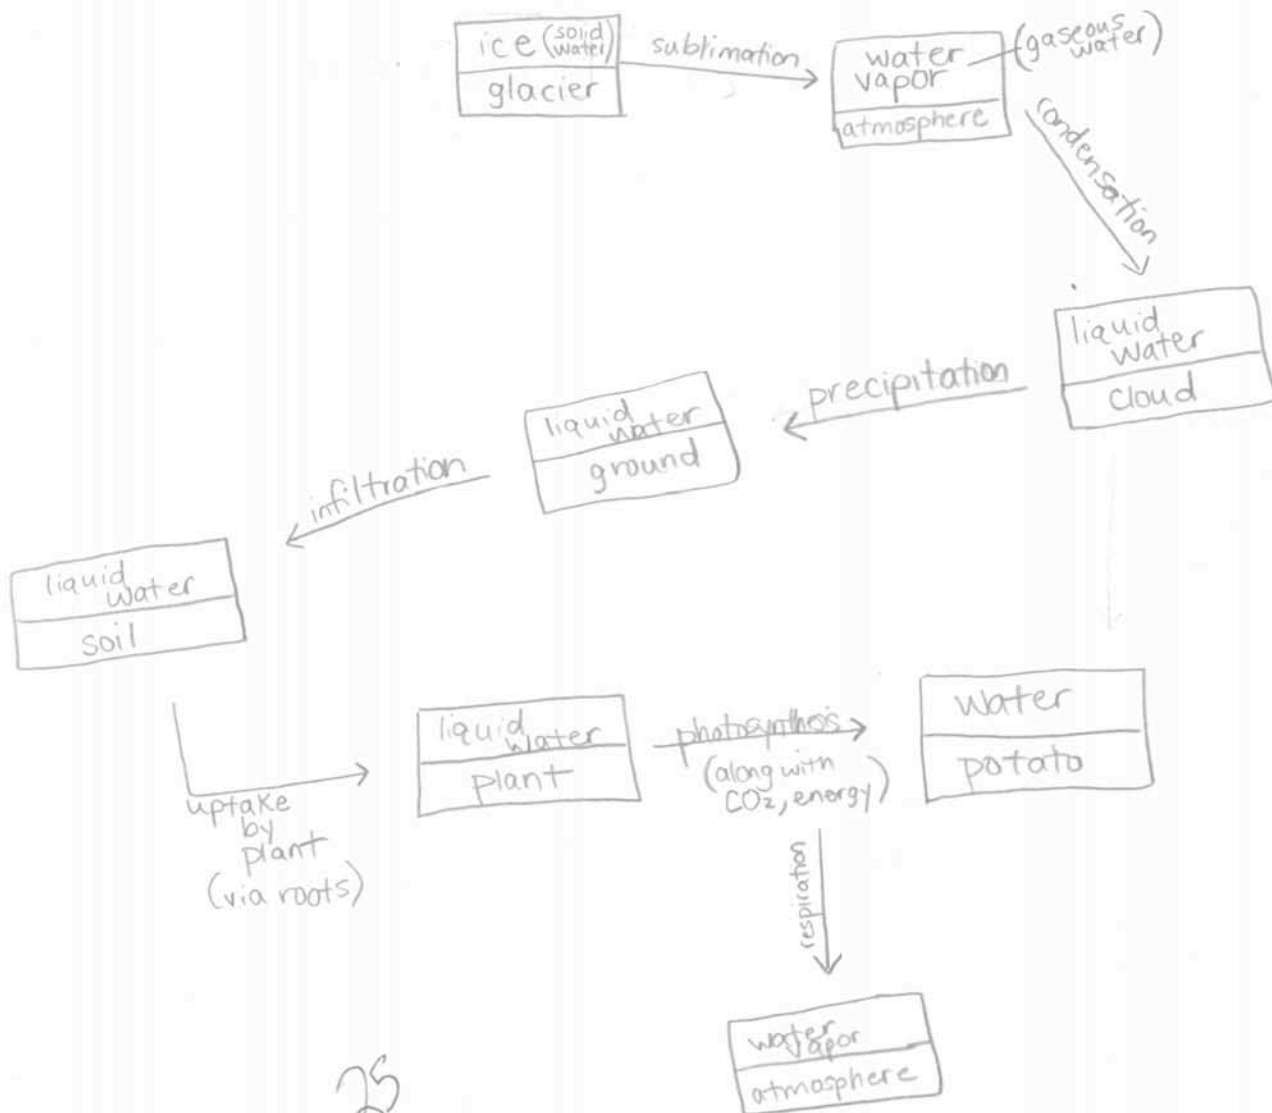 ice (solid
water)
glacier
sublimation
water
vapor
(gaseous
water)
atmosphere
condensation
liquid
water
cloud
precipitation
liquid
water
ground
infiltration
liquid
water
soil
uptake
by
plant
(via roots)
liquid
water
plant
photosynthesis
(along with
CO2, energy)
water
potato
respiration
water
vapor
atmosphere
25